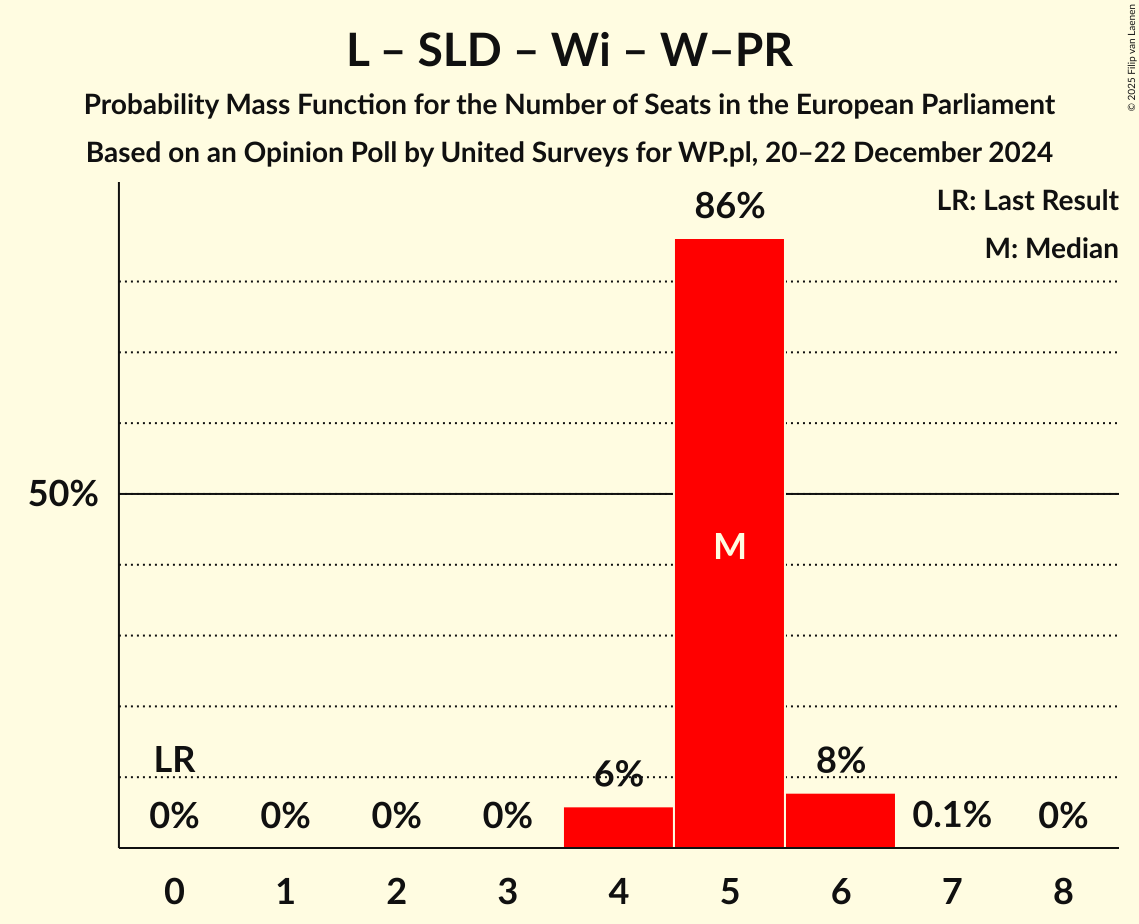 L – SLD – Wi – W–PR
Probability Mass Function for the Number of Seats in the European Parliament
Based on an Opinion Poll by United Surveys for WP.pl, 20–22 December 2024
© 2025 Filip van Laenen
LR: Last Result
M: Median
86%
50%
M
LR
0%
0%
0%
0%
6%
8%
0.1%
0%
0
1
2
3
4
5
6
7
8